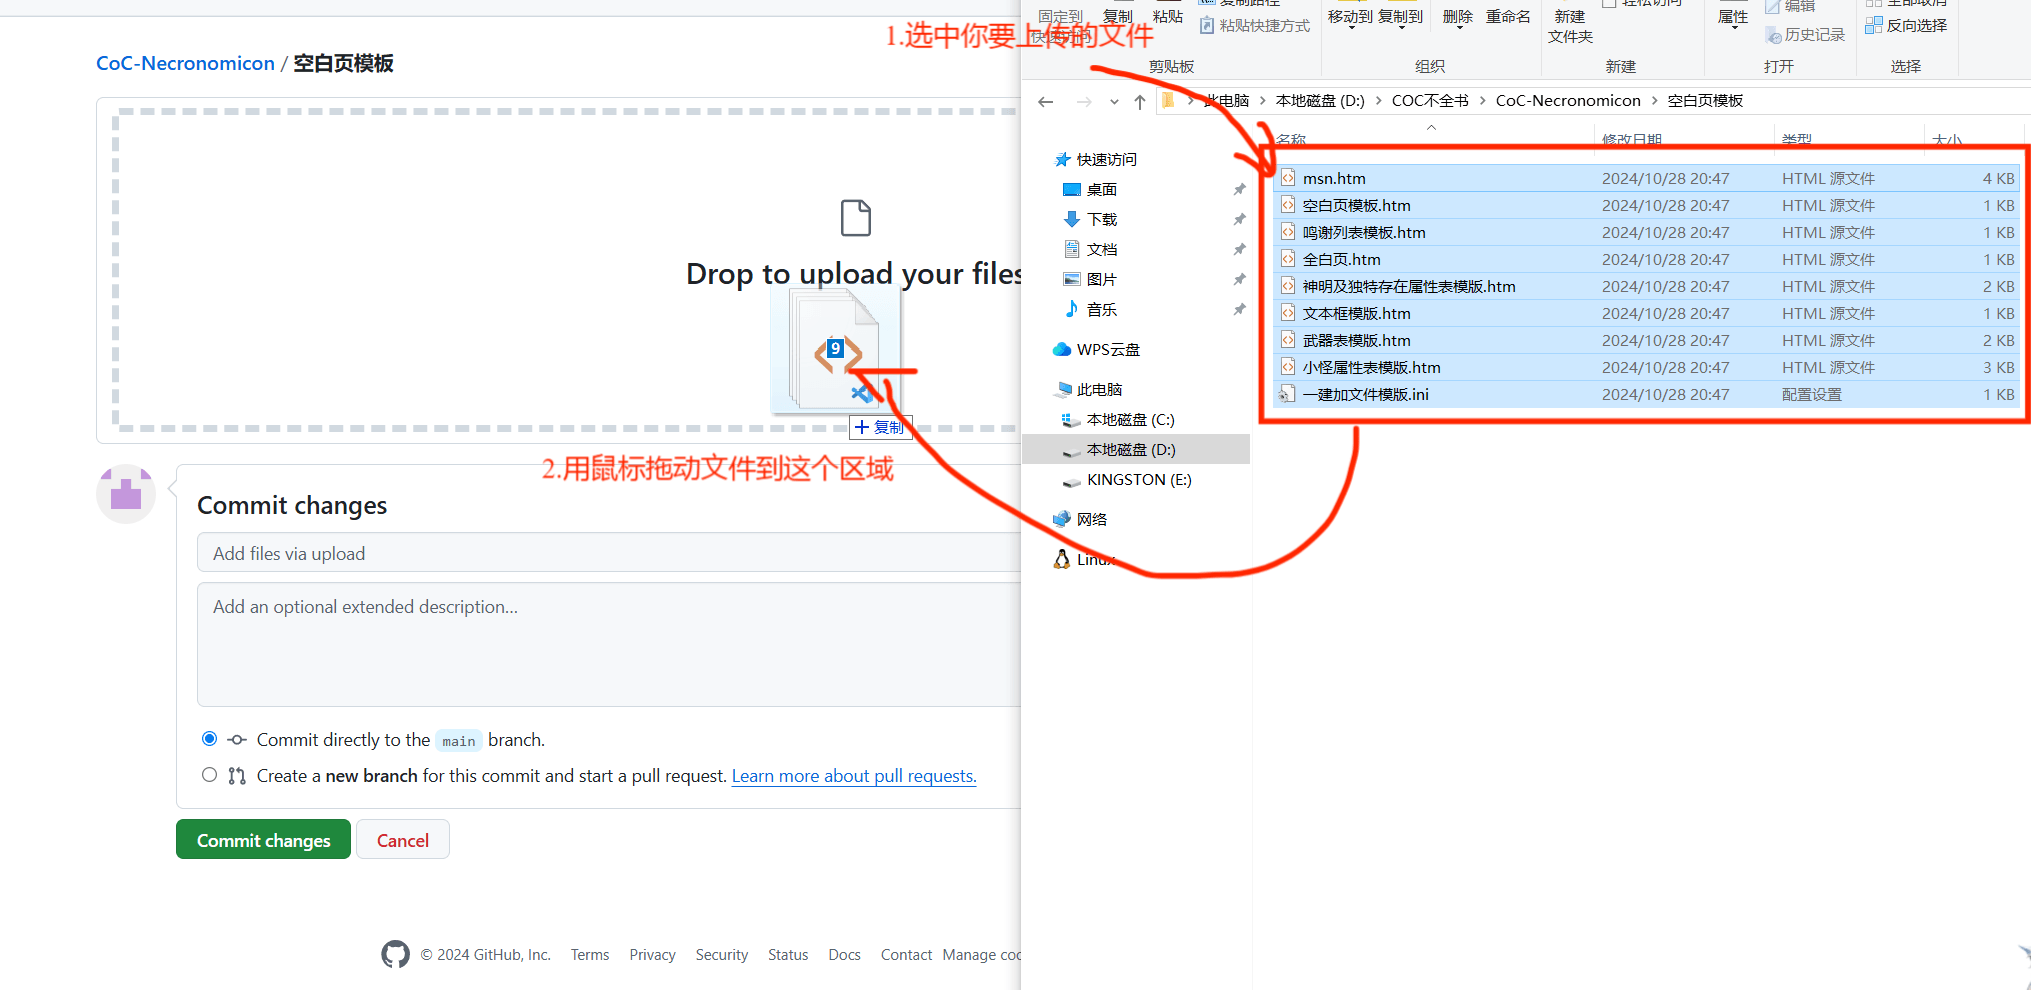 CoC-Necronomicon / 空白页模板
Drop to upload your files
9
+ 复制
1.选中你要上传的文件
2.用鼠标拖动文件到这个区域
Commit changes
Add files via upload
Add an optional extended description...
Commit directly to the main branch.
Create a new branch for this commit and start a pull request. Learn more about pull requests.
Commit changes
Cancel
© 2024 GitHub, Inc. Terms Privacy Security Status Docs Contact Manage
固定到
快速访问
复制
粘贴
复制路径
粘贴快捷方式
剪贴板
移动到 复制到
删除 重命名
组织
新建
文件夹
轻松访问
新建
属性
编辑
历史记录
打开
全部取消
反向选择
选择
此电脑 > 本地磁盘 (D:) > COC不全书 > CoC-Necronomicon > 空白页模板
名称 修改日期 类型 大小
快速访问
桌面
下载
文档
图片
音乐
WPS云盘
此电脑
本地磁盘 (C:)
本地磁盘 (D:)
KINGSTON (E:)
网络
Linux
msn.htm 2024/10/28 20:47 HTML 源文件 4 KB
空白页模板.htm 2024/10/28 20:47 HTML 源文件 1 KB
鸣谢列表模板.htm 2024/10/28 20:47 HTML 源文件 1 KB
全白页.htm 2024/10/28 20:47 HTML 源文件 1 KB
神明及独特存在属性表模版.htm 2024/10/28 20:47 HTML 源文件 2 KB
文本框模版.htm 2024/10/28 20:47 HTML 源文件 1 KB
武器表模版.htm 2024/10/28 20:47 HTML 源文件 2 KB
小怪属性表模版.htm 2024/10/28 20:47 HTML 源文件 3 KB
一建加文件模版.ini 2024/10/28 20:47 配置设置 1 KB